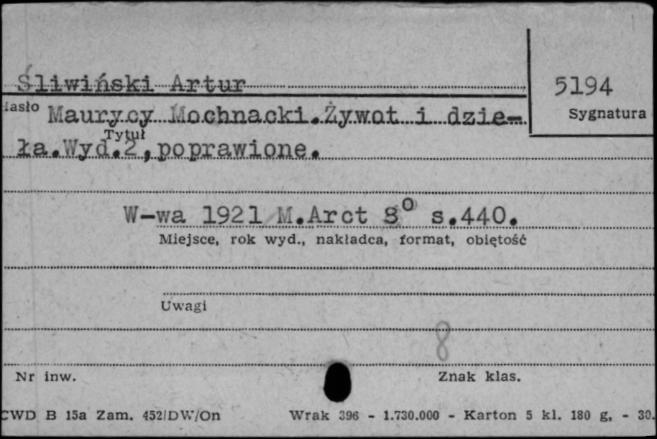 Śliwiński Artur
5194
iasło
Maurycy Mochnacki.Żywot i dzie-
Sygnatura
Tytuł
ła.Wyd.2,poprawione.
W-wa 1921 M.Arct 8° s.440.
Miejsce, rok wyd., nakładca, format, objętość
Uwagi
8
Nr inw.
Znak klas.
CWD B 15a Zam. 452/DW/On
Wrak 396 - 1.730.000 - Karton 5 kl. 180 g. - 30.